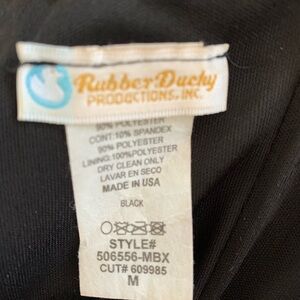 Rubber Ducky
PRODUCTIONS, INC.
90% POLYESTER
CONT:10% SPANDEX
90% POLYESTER
LINING:100%POLYESTER
DRY CLEAN ONLY
LAVAR EN SECO
MADE IN USA
BLACK
STYLE#
506556-MBX
CUT# 609985
M